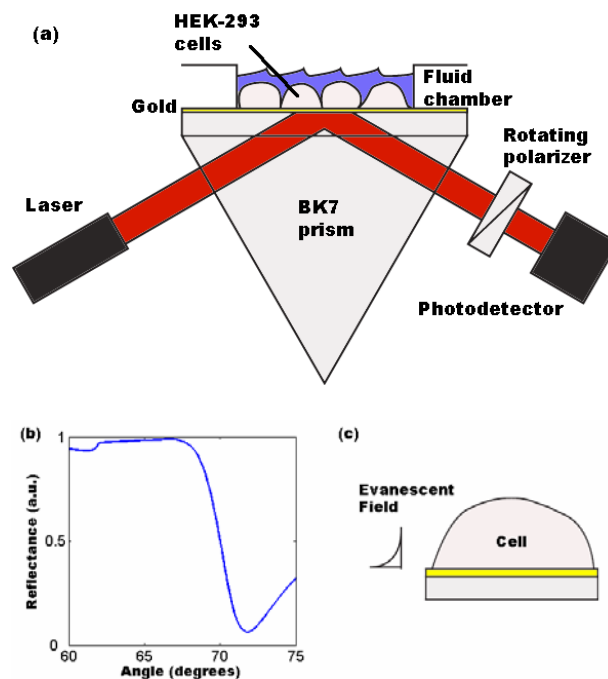 (a)
HEK-293
cells
Fluid
chamber
Gold
Rotating
polarizer
Laser
BK7
prism
Photodetector
(b)
Reflectance (a.u.)
1
0.5
0
60
65
70
75
Angle (degrees)
(c)
Evanescent
Field
Cell